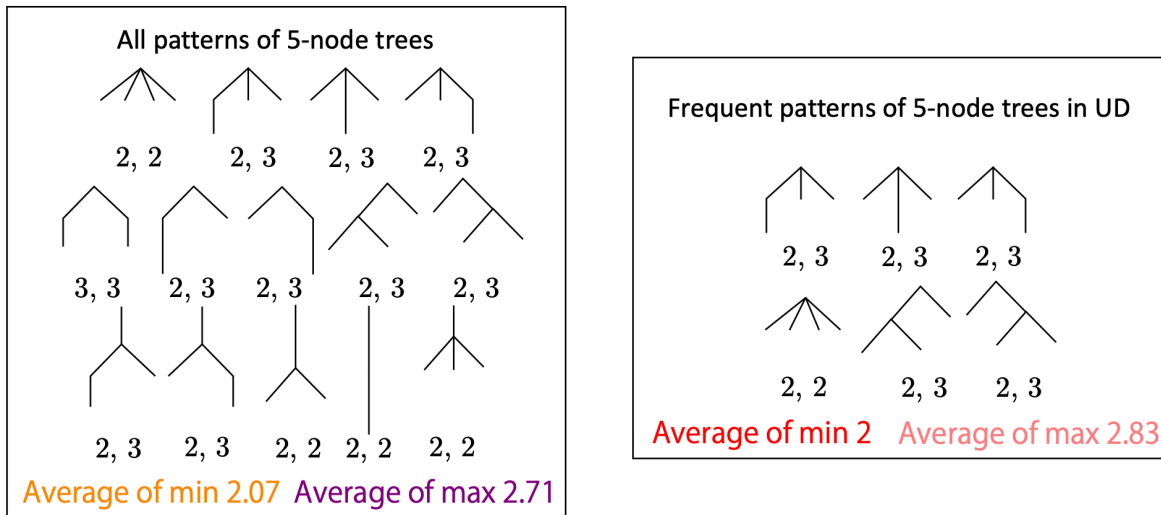 All patterns of 5-node trees
2, 2 2, 3 2, 3 2, 3
3, 3 2, 3 2, 3 2, 3 2, 3
2, 3 2, 3 2, 2 2, 2 2, 2
Average of min 2.07 Average of max 2.71
Frequent patterns of 5-node trees in UD
2, 3 2, 3 2, 3
2, 2 2, 3 2, 3
Average of min 2 Average of max 2.83